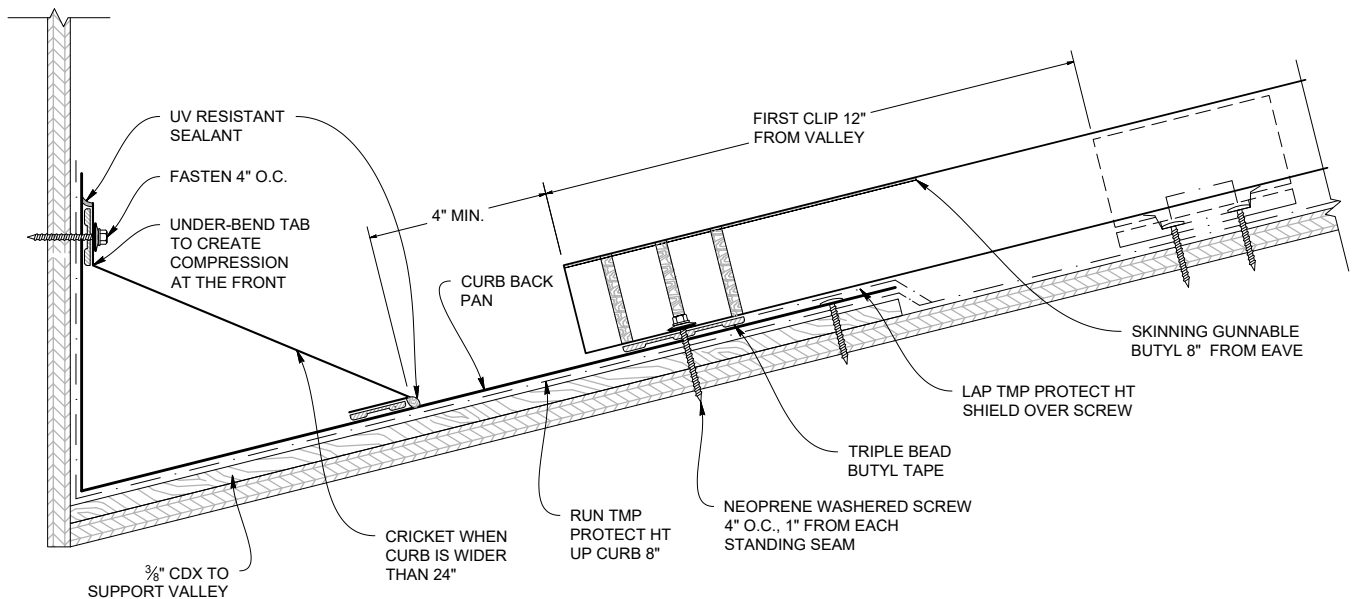 UV RESISTANT
SEALANT
FASTEN 4" O.C.
UNDER-BEND TAB
TO CREATE
COMPRESSION
AT THE FRONT
4" MIN.
FIRST CLIP 12"
FROM VALLEY
CURB BACK
PAN
SKINNING GUNNABLE
BUTYL 8" FROM EAVE
LAP TMP PROTECT HT
SHIELD OVER SCREW
TRIPLE BEAD
BUTYL TAPE
NEOPRENE WASHERED SCREW
4" O.C., 1" FROM EACH
STANDING SEAM
RUN TMP
PROTECT HT
UP CURB 8"
CRICKET WHEN
CURB IS WIDER
THAN 24"
⅜" CDX TO
SUPPORT VALLEY